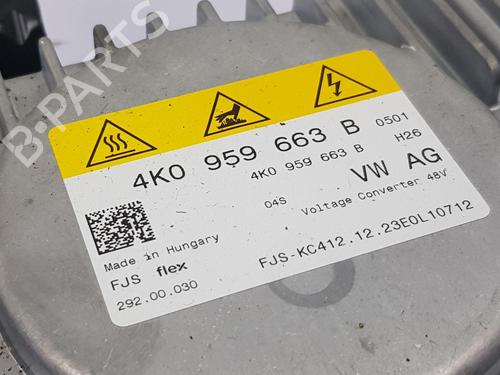 B-PARTS
4K0 959 663 B 0501
4K0 959 663 B H26
04S VW AG
Voltage Converter 48V
Made in Hungary
FJS flex
292.00.030
FJS-KC412.12.23E0L10712